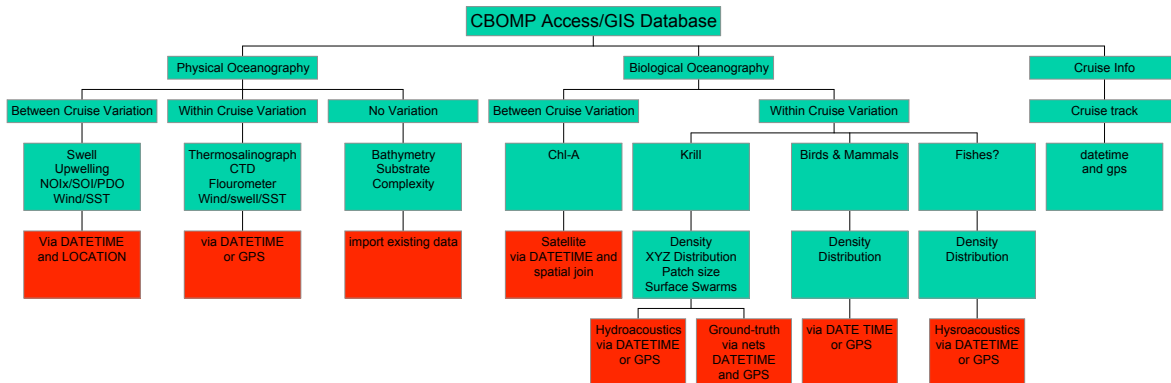 CBOMP Access/GIS Database
Physical Oceanography
Biological Oceanography
Cruise Info
Between Cruise Variation
Within Cruise Variation
No Variation
Between Cruise Variation
Within Cruise Variation
Cruise track
Swell
Upwelling
NOIx/SOI/PDO
Wind/SST
Thermosalinograph
CTD
Flourometer
Wind/swell/SST
Bathymetry
Substrate
Complexity
Chl-A
Krill
Birds & Mammals
Fishes?
datetime
and gps
Via DATETIME
and LOCATION
via DATETIME
or GPS
import existing data
Satellite
via DATETIME and
spatial join
Density
XYZ Distribution
Patch size
Surface Swarms
Density
Distribution
Density
Distribution
Hydroacoustics
via DATETIME
or GPS
Ground-truth
via nets
DATETIME
and GPS
via DATE TIME
or GPS
Hysroacoustics
via DATETIME
or GPS